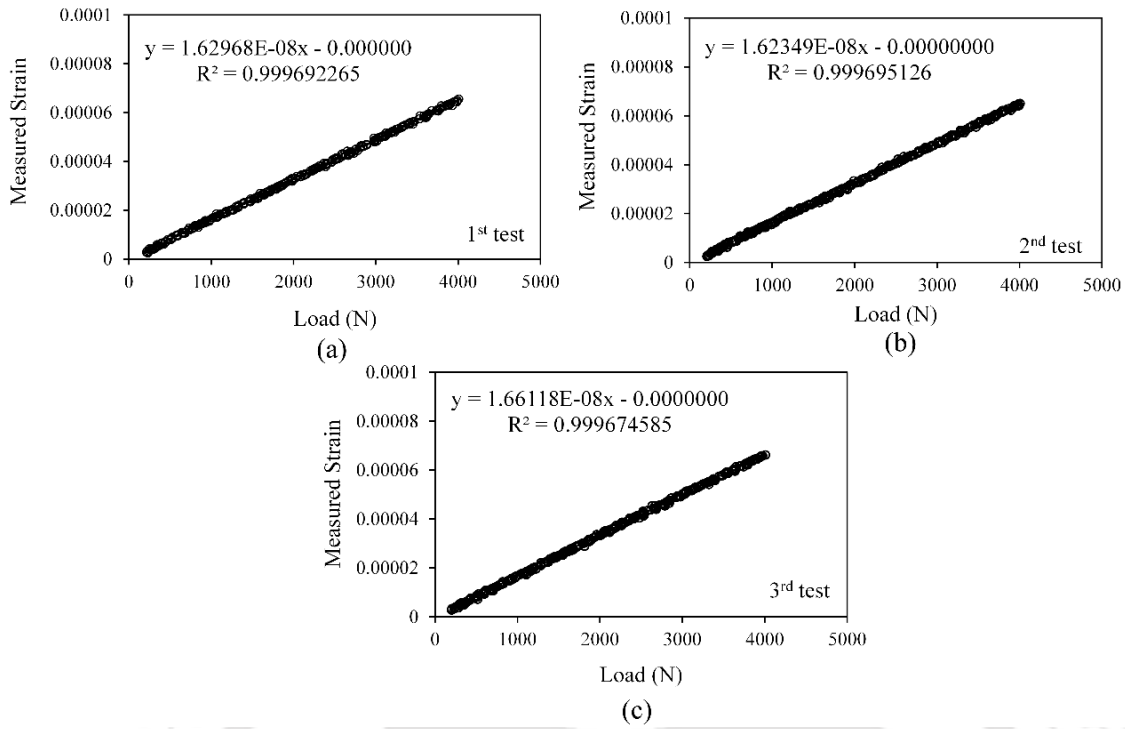 0.0001
0.00008
0.00006
0.00004
0.00002
0
Measured Strain
y = 1.62968E-08x - 0.000000
R² = 0.999692265
1st test
0 1000 2000 3000 4000 5000
Load (N)
(a)
0.0001
0.00008
0.00006
0.00004
0.00002
0
Measured Strain
y = 1.62349E-08x - 0.00000000
R² = 0.999695126
2nd test
0 1000 2000 3000 4000 5000
Load (N)
(b)
0.0001
0.00008
0.00006
0.00004
0.00002
0
Measured Strain
y = 1.66118E-08x - 0.0000000
R² = 0.999674585
3rd test
0 1000 2000 3000 4000 5000
Load (N)
(c)